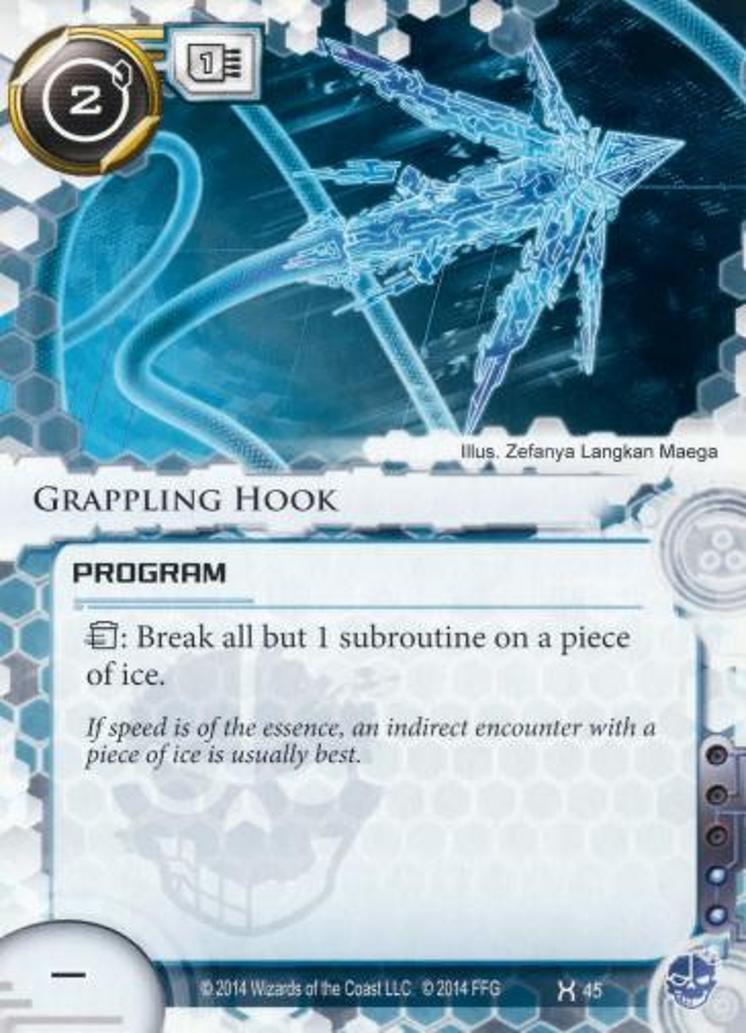 2
1
Illus. Zefanya Langkan Maega
GRAPPLING HOOK
PROGRAM
: Break all but 1 subroutine on a piece
of ice.
If speed is of the essence, an indirect encounter with a
piece of ice is usually best.
–
© 2014 Wizards of the Coast LLC © 2014 FFG 45